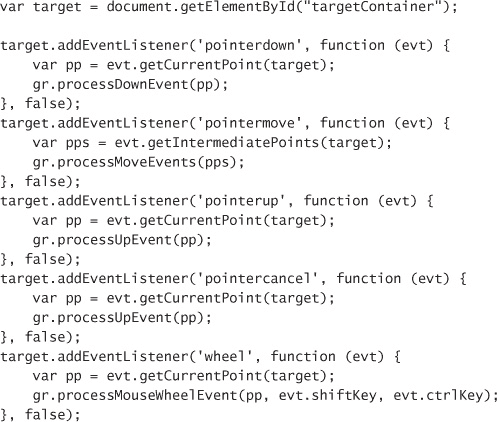 var target = document.getElementById("targetContainer");

target.addEventListener('pointerdown', function (evt) {
    var pp = evt.getCurrentPoint(target);
    gr.processDownEvent(pp);
}, false);
target.addEventListener('pointermove', function (evt) {
    var pps = evt.getIntermediatePoints(target);
    gr.processMoveEvents(pps);
}, false);
target.addEventListener('pointerup', function (evt) {
    var pp = evt.getCurrentPoint(target);
    gr.processUpEvent(pp);
}, false);
target.addEventListener('pointercancel', function (evt) {
    var pp = evt.getCurrentPoint(target);
    gr.processUpEvent(pp);
}, false);
target.addEventListener('wheel', function (evt) {
    var pp = evt.getCurrentPoint(target);
    gr.processMouseWheelEvent(pp, evt.shiftKey, evt.ctrlKey);
}, false);